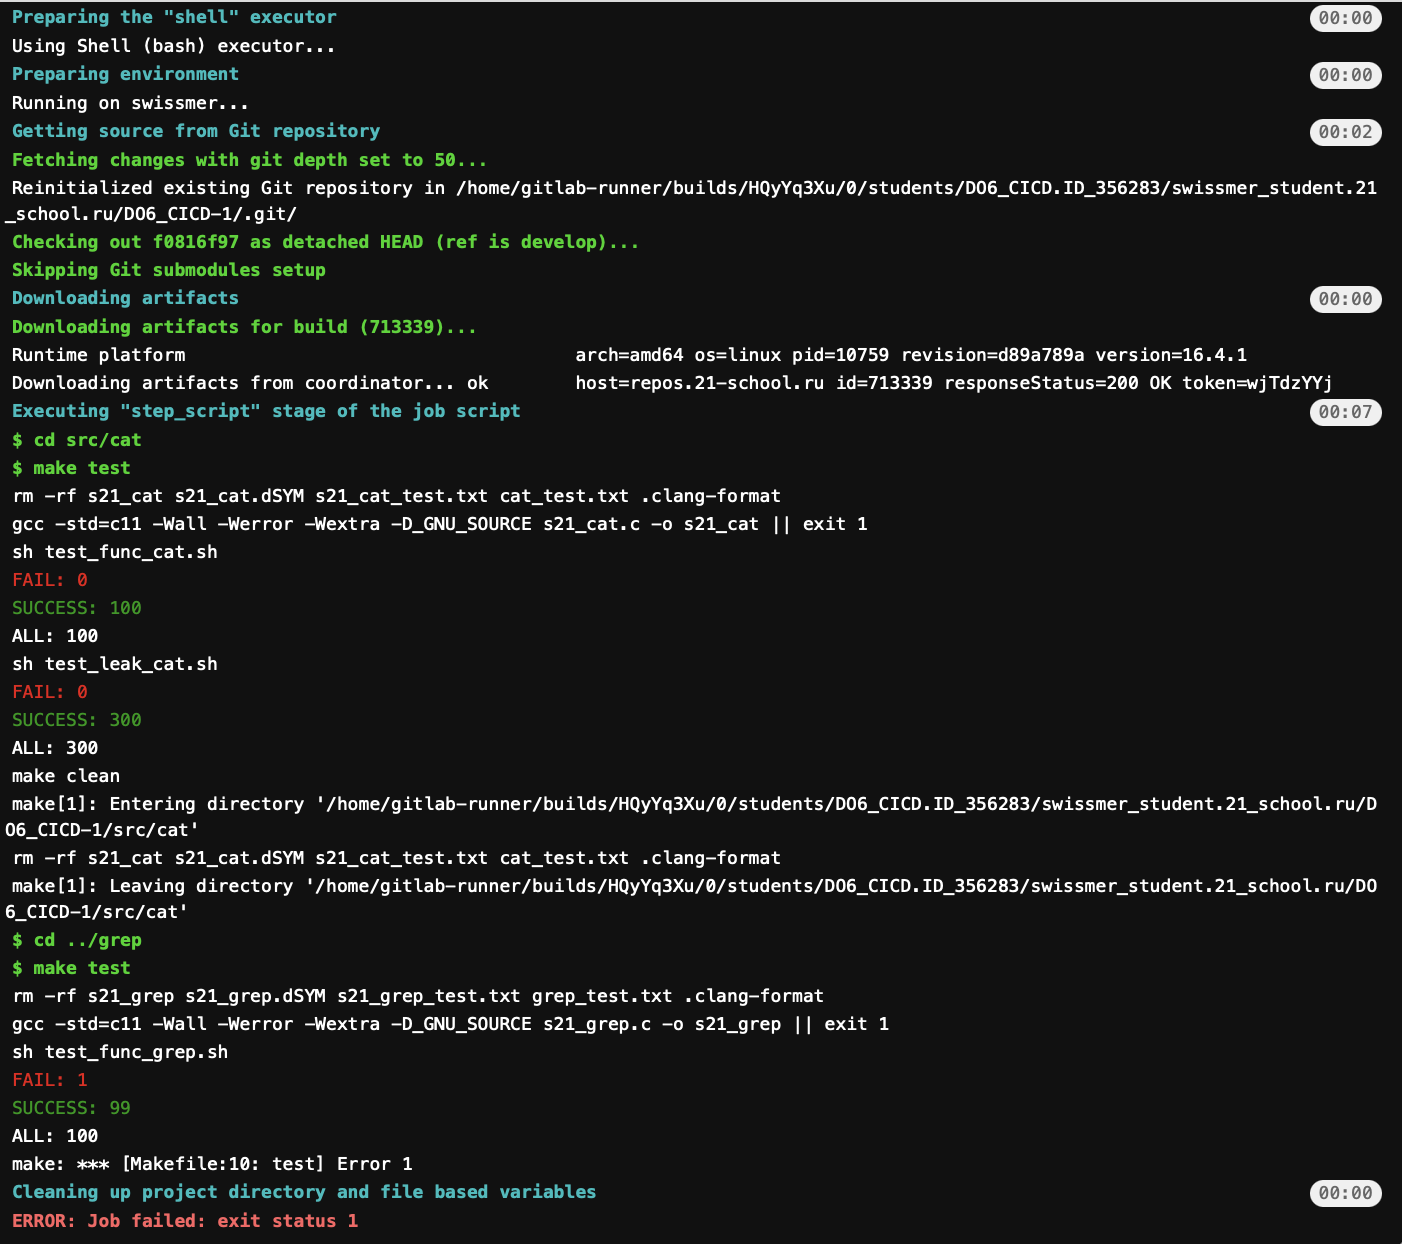 Preparing the "shell" executor 00:00
Using Shell (bash) executor...
Preparing environment 00:00
Running on swissmer...
Getting source from Git repository 00:02
Fetching changes with git depth set to 50...
Reinitialized existing Git repository in /home/gitlab-runner/builds/HQyYq3Xu/0/students/DO6_CICD.ID_356283/swissmer_student.21
_school.ru/DO6_CICD-1/.git/
Checking out f0816f97 as detached HEAD (ref is develop)...
Skipping Git submodules setup
Downloading artifacts 00:00
Downloading artifacts for build (713339)...
Runtime platform arch=amd64 os=linux pid=10759 revision=d89a789a version=16.4.1
Downloading artifacts from coordinator... ok host=repos.21-school.ru id=713339 responseStatus=200 OK token=wjTdzYYj
Executing "step_script" stage of the job script 00:07
$ cd src/cat
$ make test
rm -rf s21_cat s21_cat.dSYM s21_cat_test.txt cat_test.txt .clang-format
gcc -std=c11 -Wall -Werror -Wextra -D_GNU_SOURCE s21_cat.c -o s21_cat || exit 1
sh test_func_cat.sh
FAIL: 0
SUCCESS: 100
ALL: 100
sh test_leak_cat.sh
FAIL: 0
SUCCESS: 300
ALL: 300
make clean
make[1]: Entering directory '/home/gitlab-runner/builds/HQyYq3Xu/0/students/DO6_CICD.ID_356283/swissmer_student.21_school.ru/D
O6_CICD-1/src/cat'
rm -rf s21_cat s21_cat.dSYM s21_cat_test.txt cat_test.txt .clang-format
make[1]: Leaving directory '/home/gitlab-runner/builds/HQyYq3Xu/0/students/DO6_CICD.ID_356283/swissmer_student.21_school.ru/DO
6_CICD-1/src/cat'
$ cd ../grep
$ make test
rm -rf s21_grep s21_grep.dSYM s21_grep_test.txt grep_test.txt .clang-format
gcc -std=c11 -Wall -Werror -Wextra -D_GNU_SOURCE s21_grep.c -o s21_grep || exit 1
sh test_func_grep.sh
FAIL: 1
SUCCESS: 99
ALL: 100
make: *** [Makefile:10: test] Error 1
Cleaning up project directory and file based variables 00:00
ERROR: Job failed: exit status 1